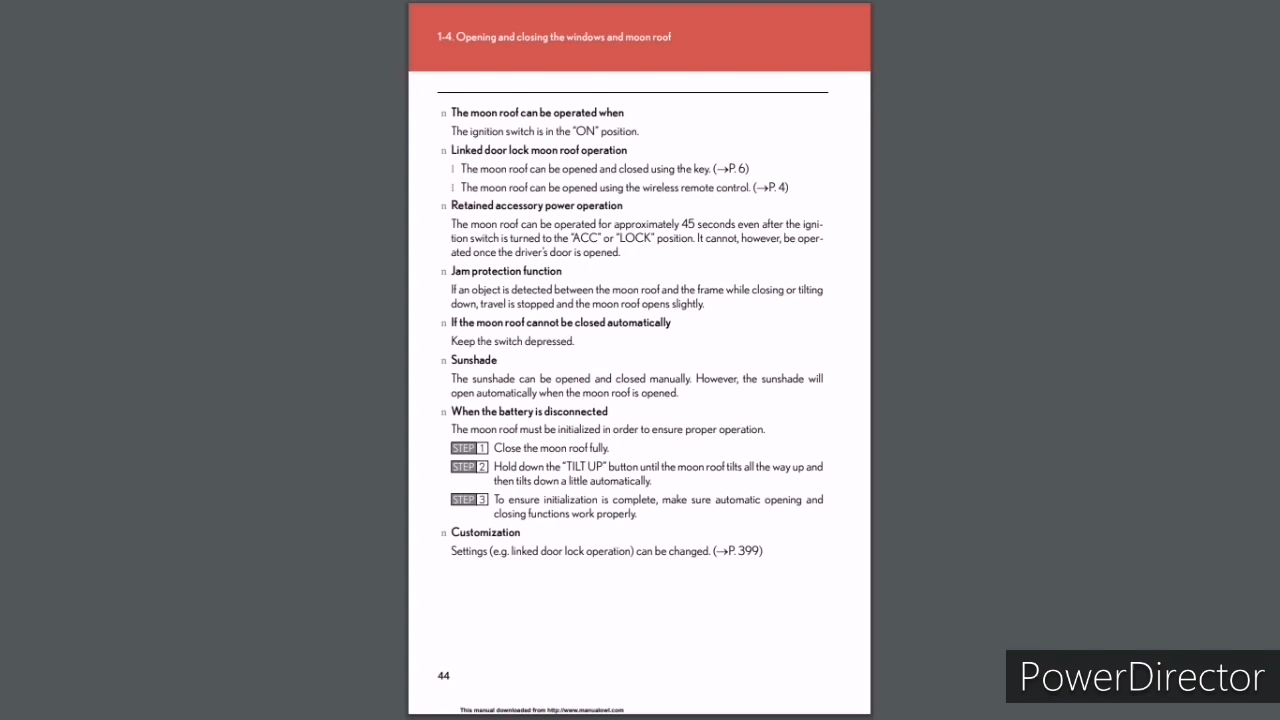 1-4. Opening and closing the windows and moon roof
n The moon roof can be operated when
The ignition switch is in the "ON" position.
n Linked door lock moon roof operation
l The moon roof can be opened and closed using the key. (→P. 6)
l The moon roof can be opened using the wireless remote control. (→P. 4)
n Retained accessory power operation
The moon roof can be operated for approximately 45 seconds even after the igni-
tion switch is turned to the "ACC" or "LOCK" position. It cannot, however, be oper-
ated once the driver's door is opened.
n Jam protection function
If an object is detected between the moon roof and the frame while closing or tilting
down, travel is stopped and the moon roof opens slightly.
n If the moon roof cannot be closed automatically
Keep the switch depressed.
n Sunshade
The sunshade can be opened and closed manually. However, the sunshade will
open automatically when the moon roof is opened.
n When the battery is disconnected
The moon roof must be initialized in order to ensure proper operation.
STEP 1 Close the moon roof fully.
STEP 2 Hold down the "TILT UP" button until the moon roof tilts all the way up and
then tilts down a little automatically.
STEP 3 To ensure initialization is complete, make sure automatic opening and
closing functions work properly.
n Customization
Settings (e.g. linked door lock operation) can be changed. (→P. 399)
44
This manual downloaded from http://www.manualowl.com
PowerDirector